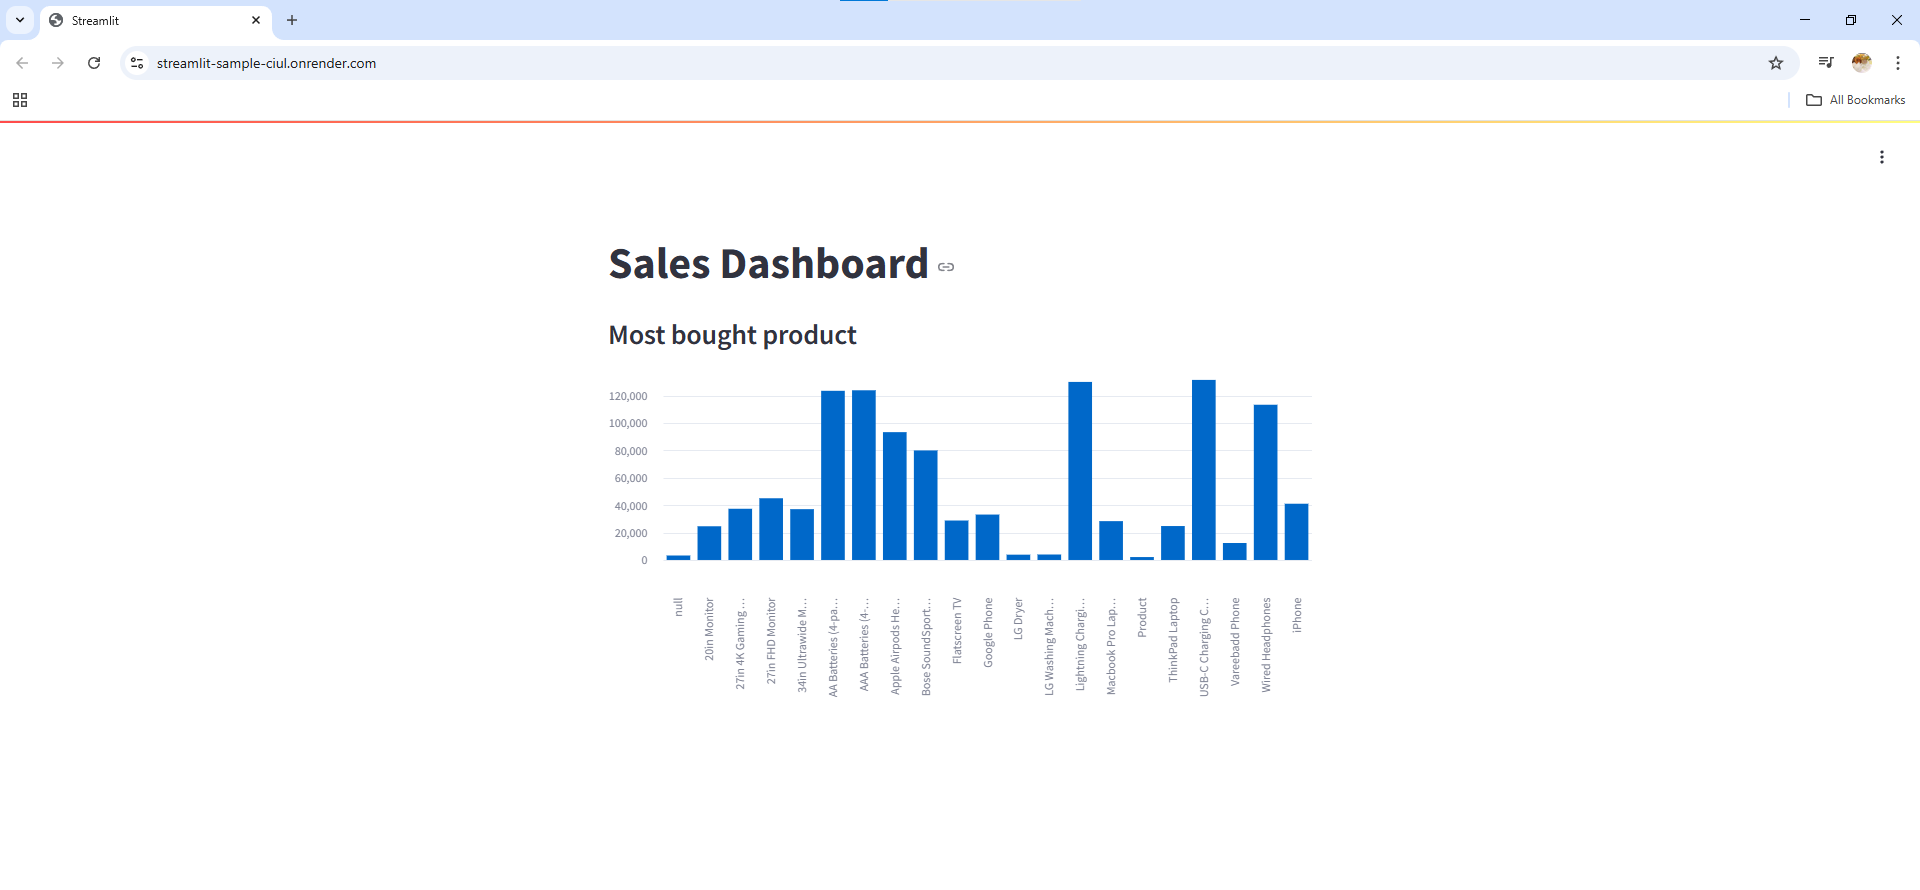 Streamlit
streamlit-sample-ciul.onrender.com
All Bookmarks
Sales Dashboard
Most bought product
120,000
100,000
80,000
60,000
40,000
20,000
0
null
20in Monitor
27in 4K Gaming …
27in FHD Monitor
34in Ultrawide M…
AA Batteries (4-pa…
AAA Batteries (4-…
Apple Airpods He…
Bose SoundSport…
Flatscreen TV
Google Phone
LG Dryer
LG Washing Mach…
Lightning Chargi…
Macbook Pro Lap…
Product
ThinkPad Laptop
USB-C Charging C…
Vareebadd Phone
Wired Headphones
iPhone